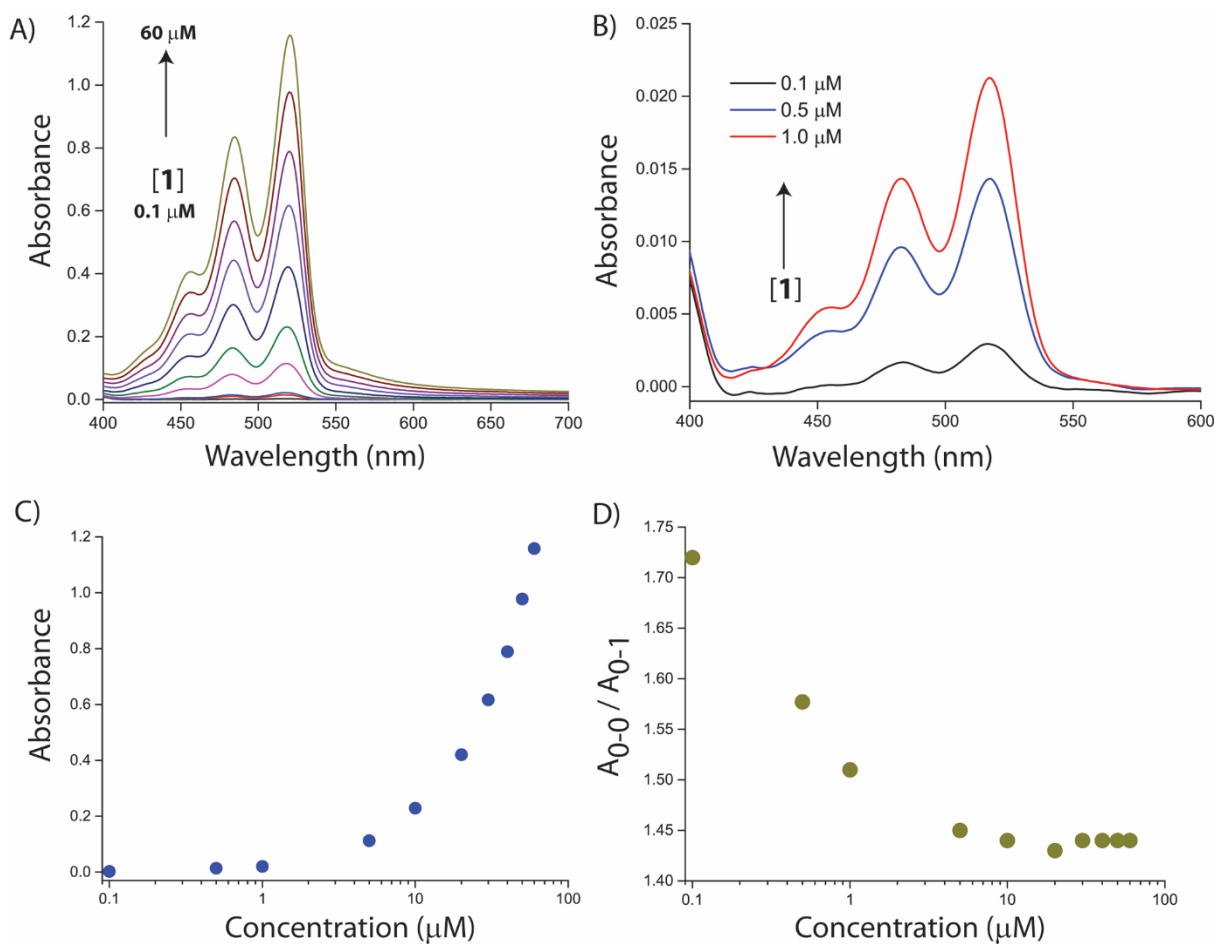 A)
60 μM
[1]
0.1 μM
Absorbance
1.2
1.0
0.8
0.6
0.4
0.2
0.0
400 450 500 550 600 650 700
Wavelength (nm)
B)
0.1 μM
0.5 μM
1.0 μM
[1]
Absorbance
0.025
0.020
0.015
0.010
0.005
0.000
400 450 500 550 600
Wavelength (nm)
C)
Absorbance
1.2
1.0
0.8
0.6
0.4
0.2
0.0
0.1 1 10 100
Concentration (μM)
D)
A0-0 / A0-1
1.75
1.70
1.65
1.60
1.55
1.50
1.45
1.40
0.1 1 10 100
Concentration (μM)